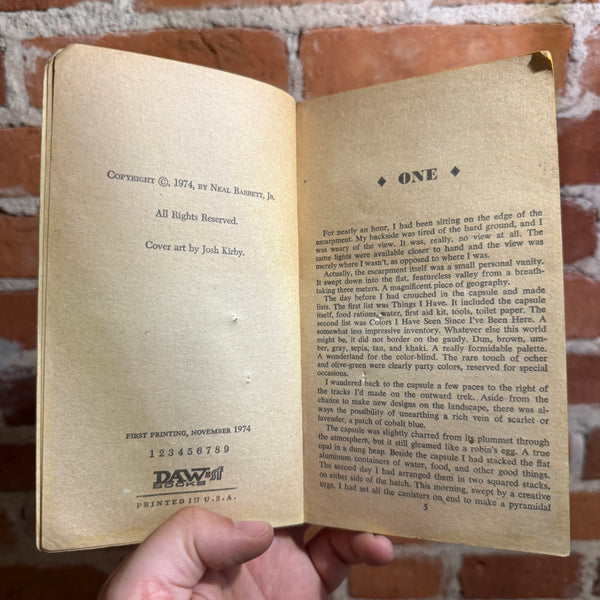 COPYRIGHT ©, 1974, BY NEAL BARRETT, JR.
All Rights Reserved.
Cover art by Josh Kirby.
FIRST PRINTING, NOVEMBER 1974
1 2 3 4 5 6 7 8 9
DAW sf
BOOKS
PRINTED IN U.S.A.
♦ ONE ♦
For nearly an hour, I had been sitting on the edge of the
escarpment. My backside was tired of the hard ground, and I
was weary of the view. It was, really, no view at all. The
same lights were available closer to hand and the view was
merely where I wasn't, as opposed to where I was.
Actually, the escarpment itself was a small personal vanity.
It swept down into the flat, featureless valley from a breath-
taking three meters. A magnificent piece of geography.
The day before I had crouched in the capsule and made
lists. The first list was Things I Have. It included the capsule
itself, food rations, water, first aid kit, tools, toilet paper. The
second list was Colors I Have Seen Since I've Been Here. A
somewhat less impressive inventory. Whatever else this world
might be, it did not border on the gaudy. Dun, brown, um-
ber, gray, sepia, tan, and khaki. A really formidable palette.
A wonderland for the color-blind. The rare touch of ocher
and olive-green were clearly party colors, reserved for special
occasions.
I wandered back to the capsule a few paces to the right of
the tracks I'd made on the outward trek. Aside from the
chance to make new designs on the landscape, there was al-
ways the possibility of unearthing a rich vein of scarlet or
lavender, a patch of cobalt blue.
The capsule was slightly charred from its plummet through
the atmosphere, but it still gleamed like a robin's egg. A true
opal in a dung heap. Beside the capsule I had stacked the flat
aluminum containers of water, food, and other good things.
The second day I had arranged them in two squared stacks,
on either side of the hatch. This morning, swept by a creative
urge, I had set all the canisters on end to make a pyramidal
5